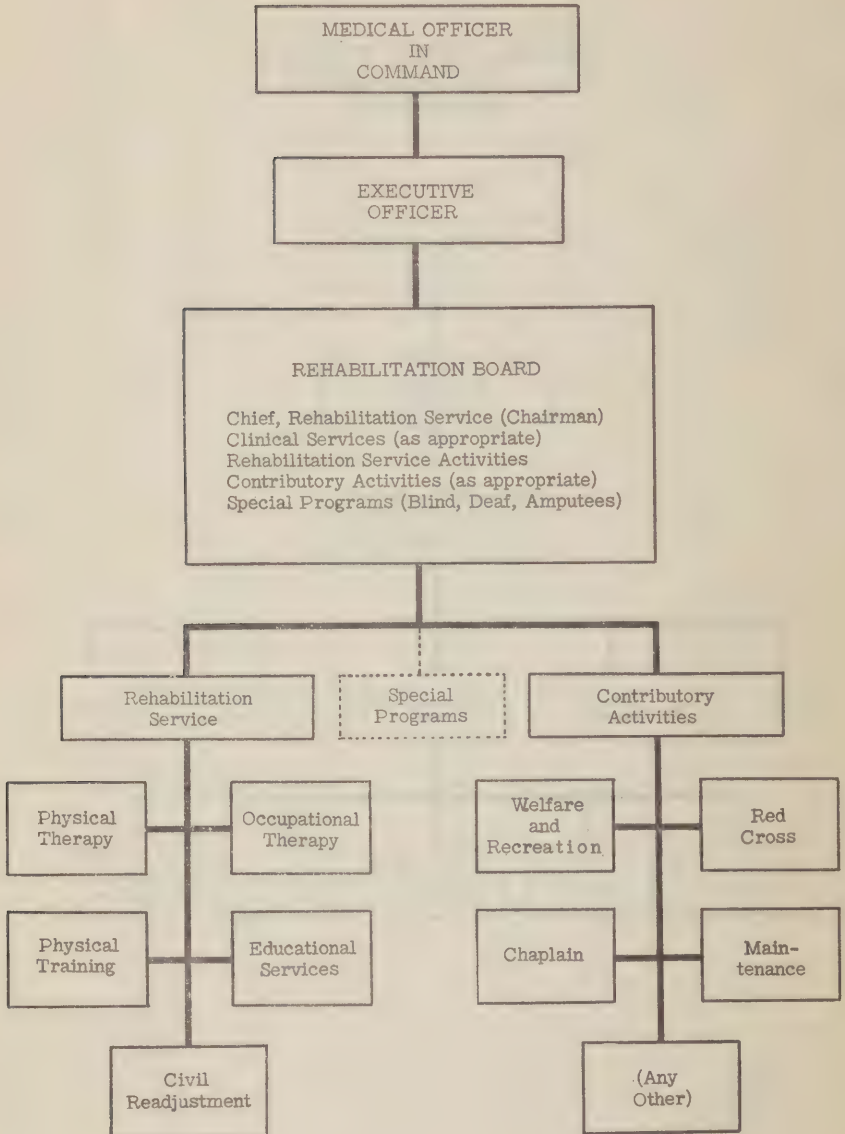 MEDICAL OFFICER
IN
COMMAND
EXECUTIVE
OFFICER
REHABILITATION BOARD
Chief, Rehabilitation Service (Chairman)
Clinical Services (as appropriate)
Rehabilitation Service Activities
Contributory Activities (as appropriate)
Special Programs (Blind, Deaf, Amputees)
Rehabilitation
Service
Special
Programs
Contributory
Activities
Physical
Therapy
Occupational
Therapy
Welfare
and
Recreation
Red
Cross
Physical
Training
Educational
Services
Chaplain
Main-
tenance
Civil
Readjustment
(Any
Other)